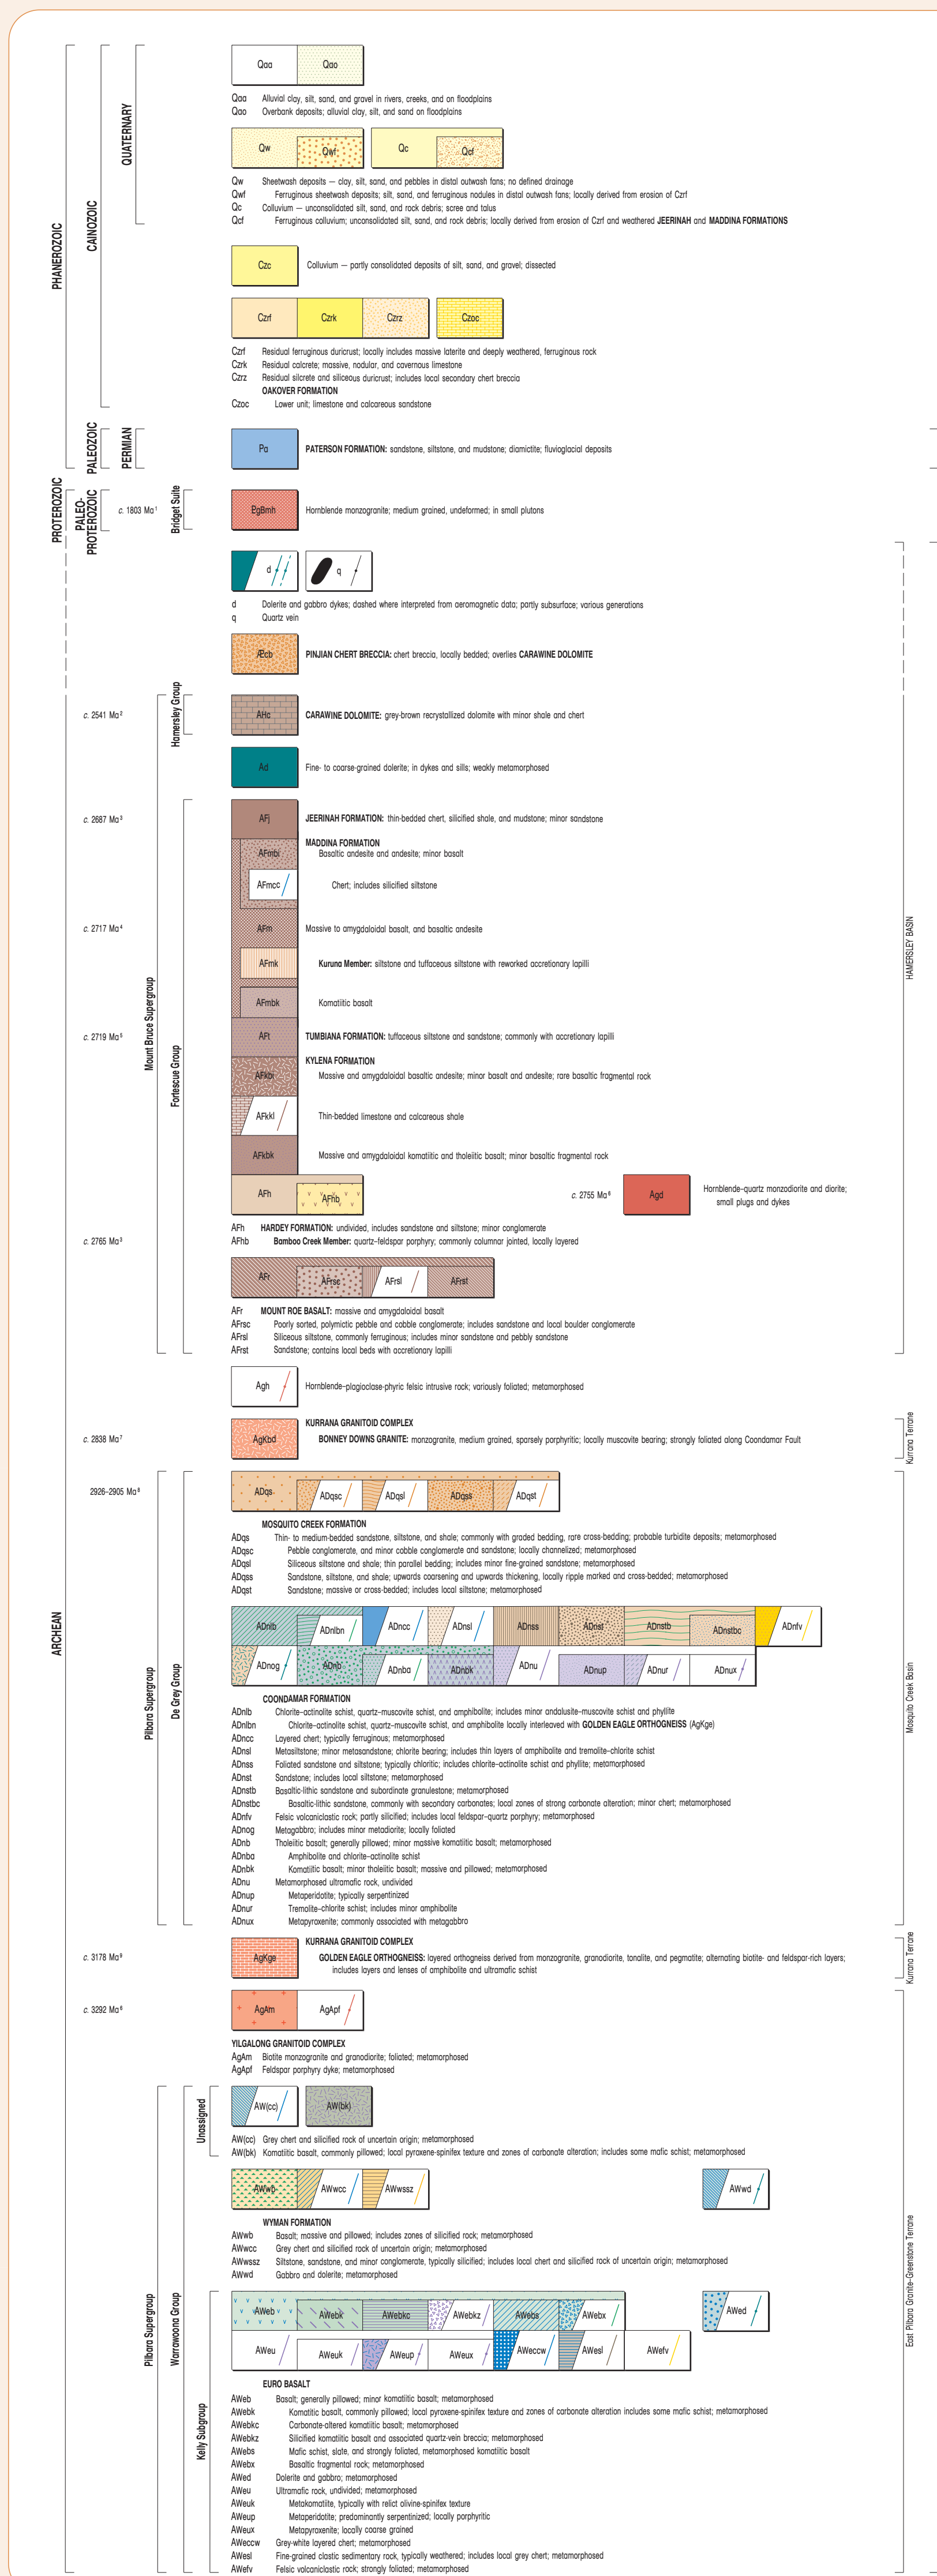 PHANEROZOIC
CAINOZOIC
QUATERNARY
Qaa Qao
Qaa Alluvial clay, silt, sand, and gravel in rivers, creeks, and on floodplains
Qao Overbank deposits; alluvial clay, silt, and sand on floodplains
Qw Qwf Qc Qcf
Qw Sheetwash deposits — clay, silt, sand, and pebbles in distal outwash fans; no defined drainage
Qwf Ferruginous sheetwash deposits; silt, sand, and ferruginous nodules in distal outwash fans; locally derived from erosion of Czrf
Qc Colluvium — unconsolidated silt, sand, and rock debris; scree and talus
Qcf Ferruginous colluvium; unconsolidated silt, sand, and rock debris; locally derived from erosion of Czrf and weathered JEERINAH and MADDINA FORMATIONS
Czc Colluvium — partly consolidated deposits of silt, sand, and gravel; dissected
Czrf Czrk Czrz Czoc
Czrf Residual ferruginous duricrust; locally includes massive laterite and deeply weathered, ferruginous rock
Czrk Residual calcrete; massive, nodular, and cavernous limestone
Czrz Residual silcrete and siliceous duricrust; includes local secondary chert breccia
OAKOVER FORMATION
Czoc Lower unit; limestone and calcareous sandstone
PALEOZOIC
PERMIAN
Pa PATERSON FORMATION: sandstone, siltstone, and mudstone; diamictite; fluvioglacial deposits
PROTEROZOIC
PALEO-
PROTEROZOIC
c. 1803 Ma¹
Bridget Suite
PgBmh Hornblende monzogranite; medium grained, undeformed; in small plutons
d q
d Dolerite and gabbro dykes; dashed where interpreted from aeromagnetic data; partly subsurface; various generations
q Quartz vein
ÆPcb PINJIAN CHERT BRECCIA: chert breccia, locally bedded; overlies CARAWINE DOLOMITE
ARCHEAN
Mount Bruce Supergroup
Hamersley Group
c. 2541 Ma²
AHc CARAWINE DOLOMITE: grey-brown recrystallized dolomite with minor shale and chert
Ad Fine- to coarse-grained dolerite; in dykes and sills; weakly metamorphosed
HAMERSLEY BASIN
Fortescue Group
c. 2687 Ma³
AFj JEERINAH FORMATION: thin-bedded chert, silicified shale, and mudstone; minor sandstone
MADDINA FORMATION
AFmbi Basaltic andesite and andesite; minor basalt
AFmcc Chert; includes silicified siltstone
c. 2717 Ma⁴
AFm Massive to amygdaloidal basalt, and basaltic andesite
AFmk Kuruna Member: siltstone and tuffaceous siltstone with reworked accretionary lapilli
AFmbk Komatiitic basalt
c. 2719 Ma⁵
AFt TUMBIANA FORMATION: tuffaceous siltstone and sandstone; commonly with accretionary lapilli
KYLENA FORMATION
AFkbi Massive and amygdaloidal basaltic andesite; minor basalt and andesite; rare basaltic fragmental rock
AFkkl Thin-bedded limestone and calcareous shale
AFkbk Massive and amygdaloidal komatiitic and tholeiitic basalt; minor basaltic fragmental rock
AFh AFhb
c. 2755 Ma⁶ Agd Hornblende–quartz monzodiorite and diorite;
small plugs and dykes
AFh HARDEY FORMATION: undivided, includes sandstone and siltstone; minor conglomerate
c. 2765 Ma³
AFhb Bamboo Creek Member: quartz–feldspar porphyry; commonly columnar jointed, locally layered
AFr AFrsc AFrsl AFrst
AFr MOUNT ROE BASALT: massive and amygdaloidal basalt
AFrsc Poorly sorted, polymictic pebble and cobble conglomerate; includes sandstone and local boulder conglomerate
AFrsl Siliceous siltstone, commonly ferruginous; includes minor sandstone and pebbly sandstone
AFrst Sandstone; contains local beds with accretionary lapilli
Agh Hornblende–plagioclase-phyric felsic intrusive rock; variously foliated; metamorphosed
KURRANA GRANITOID COMPLEX
c. 2838 Ma⁷
AgKbd BONNEY DOWNS GRANITE: monzogranite, medium grained, sparsely porphyritic; locally muscovite bearing; strongly foliated along Coondamar Fault
Kurrana Terrane
2926–2905 Ma⁸
Pilbara Supergroup
De Grey Group
Mosquito Creek Basin
ADqs ADqsc ADqsl ADqss ADqst
MOSQUITO CREEK FORMATION
ADqs Thin- to medium-bedded sandstone, siltstone, and shale; commonly with graded bedding, rare cross-bedding; probable turbidite deposits; metamorphosed
ADqsc Pebble conglomerate, and minor cobble conglomerate and sandstone; locally channelized; metamorphosed
ADqsl Siliceous siltstone and shale; thin parallel bedding; includes minor fine-grained sandstone; metamorphosed
ADqss Sandstone, siltstone, and shale; upwards coarsening and upwards thickening, locally ripple marked and cross-bedded; metamorphosed
ADqst Sandstone; massive or cross-bedded; includes local siltstone; metamorphosed
ADnlb ADnlbn ADncc ADnsl ADnss ADnst ADnstb ADnstbc ADnfv
ADnog ADnb ADnba ADnbk ADnu ADnup ADnur ADnux
COONDAMAR FORMATION
ADnlb Chlorite–actinolite schist, quartz–muscovite schist, and amphibolite; includes minor andalusite–muscovite schist and phyllite
ADnlbn Chlorite–actinolite schist, quartz–muscovite schist, and amphibolite locally interleaved with GOLDEN EAGLE ORTHOGNEISS (AgKge)
ADncc Layered chert; typically ferruginous; metamorphosed
ADnsl Metasiltstone; minor metasandstone; chlorite bearing; includes thin layers of amphibolite and tremolite–chlorite schist
ADnss Foliated sandstone and siltstone; typically chloritic; includes chlorite–actinolite schist and phyllite; metamorphosed
ADnst Sandstone; includes local siltstone; metamorphosed
ADnstb Basaltic-lithic sandstone and subordinate granulestone; metamorphosed
ADnstbc Basaltic-lithic sandstone, commonly with secondary carbonates; local zones of strong carbonate alteration; minor chert; metamorphosed
ADnfv Felsic volcaniclastic rock; partly silicified; includes local feldspar–quartz porphyry; metamorphosed
ADnog Metagabbro; includes minor metadiorite; locally foliated
ADnb Tholeiitic basalt; generally pillowed; minor massive komatiitic basalt; metamorphosed
ADnba Amphibolite and chlorite–actinolite schist
ADnbk Komatiitic basalt; minor tholeiitic basalt; massive and pillowed; metamorphosed
ADnu Metamorphosed ultramafic rock, undivided
ADnup Metaperidotite; typically serpentinized
ADnur Tremolite–chlorite schist; includes minor amphibolite
ADnux Metapyroxenite; commonly associated with metagabbro
KURRANA GRANITOID COMPLEX
c. 3178 Ma⁹
AgKge GOLDEN EAGLE ORTHOGNEISS: layered orthogneiss derived from monzogranite, granodiorite, tonalite, and pegmatite; alternating biotite- and feldspar-rich layers;
includes layers and lenses of amphibolite and ultramafic schist
Kurrana Terrane
c. 3292 Ma⁶
AgAm AgApf
YILGALONG GRANITOID COMPLEX
AgAm Biotite monzogranite and granodiorite; foliated; metamorphosed
AgApf Feldspar porphyry dyke; metamorphosed
East Pilbara Granite–Greenstone Terrane
Pilbara Supergroup
Warrawoona Group
Unassigned
AW(cc) AW(bk)
AW(cc) Grey chert and silicified rock of uncertain origin; metamorphosed
AW(bk) Komatiitic basalt, commonly pillowed; local pyroxene-spinifex texture and zones of carbonate alteration; includes some mafic schist; metamorphosed
AWwb AWwcc AWwssz AWwd
WYMAN FORMATION
AWwb Basalt; massive and pillowed; includes zones of silicified rock; metamorphosed
AWwcc Grey chert and silicified rock of uncertain origin; metamorphosed
AWwssz Siltstone, sandstone, and minor conglomerate, typically silicified; includes local chert and silicified rock of uncertain origin; metamorphosed
AWwd Gabbro and dolerite; metamorphosed
Kelly Subgroup
AWeb AWebk AWebkc AWebkz AWebs AWebx AWed
AWeu AWeuk AWeup AWeux AWeccw AWesl AWefv
EURO BASALT
AWeb Basalt; generally pillowed; minor komatiitic basalt; metamorphosed
AWebk Komatiitic basalt, commonly pillowed; local pyroxene-spinifex texture and zones of carbonate alteration includes some mafic schist; metamorphosed
AWebkc Carbonate-altered komatiitic basalt; metamorphosed
AWebkz Silicified komatiitic basalt and associated quartz-vein breccia; metamorphosed
AWebs Mafic schist, slate, and strongly foliated, metamorphosed komatiitic basalt
AWebx Basaltic fragmental rock; metamorphosed
AWed Dolerite and gabbro; metamorphosed
AWeu Ultramafic rock, undivided; metamorphosed
AWeuk Metakomatiite, typically with relict olivine-spinifex texture
AWeup Metaperidotite; predominantly serpentinized; locally porphyritic
AWeux Metapyroxenite; locally coarse grained
AWeccw Grey-white layered chert; metamorphosed
AWesl Fine-grained clastic sedimentary rock, typically weathered; includes local grey chert; metamorphosed
AWefv Felsic volcaniclastic rock; strongly foliated; metamorphosed